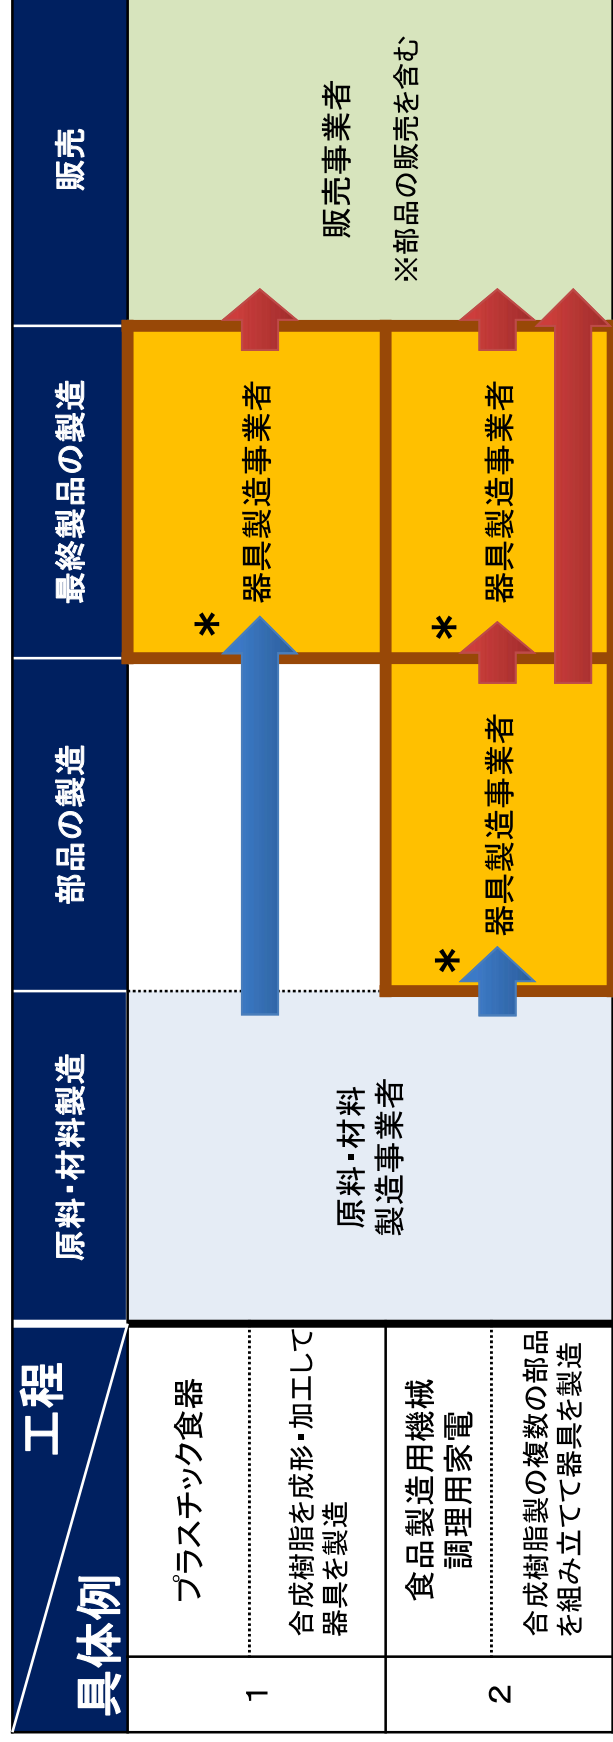 具体例
工程
原料・材料製造
部品の製造
最終製品の製造
販売
1
プラスチック食器
合成樹脂を成形・加工して
器具を製造
2
食品製造用機械
調理用家電
合成樹脂製の複数の部品
を組み立てて器具を製造
原料・材料
製造事業者
*
器具製造事業者
*
器具製造事業者
*
器具製造事業者
販売事業者
※部品の販売を含む